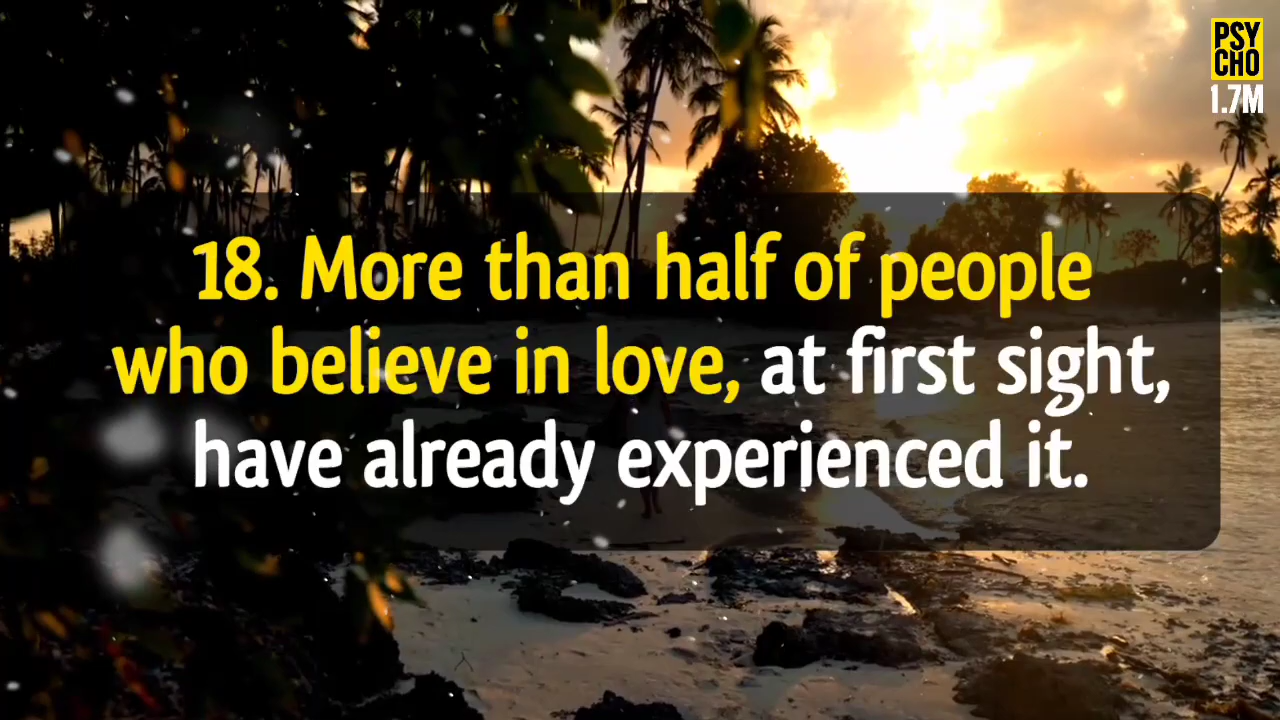 PSY
CHO
1.7M
18. More than half of people
who believe in love, at first sight,
have already experienced it.